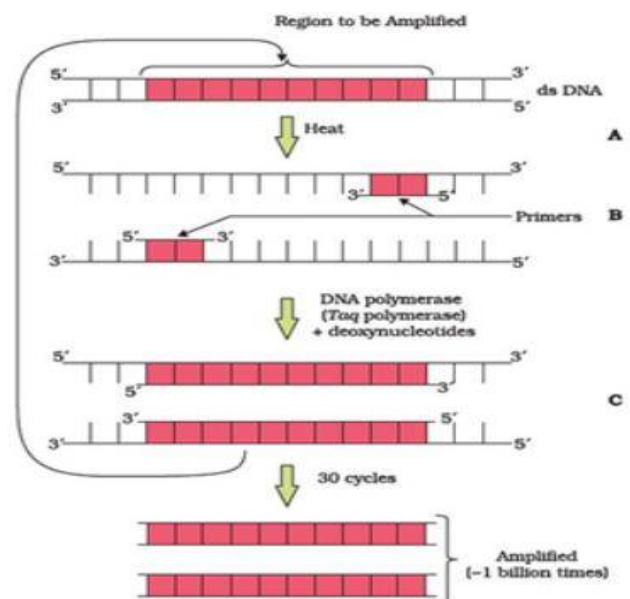 Region to be Amplified
5′ 3′
3′ 5′ ds DNA
Heat A
5′ 3′
3′ 5′
Primers B
5′ 3′
3′ 5′
DNA polymerase
(Taq polymerase)
+ deoxynucleotides
5′ 3′
5′ 3′
C
3′ 5′
3′ 5′
30 cycles
Amplified
(~1 billion times)